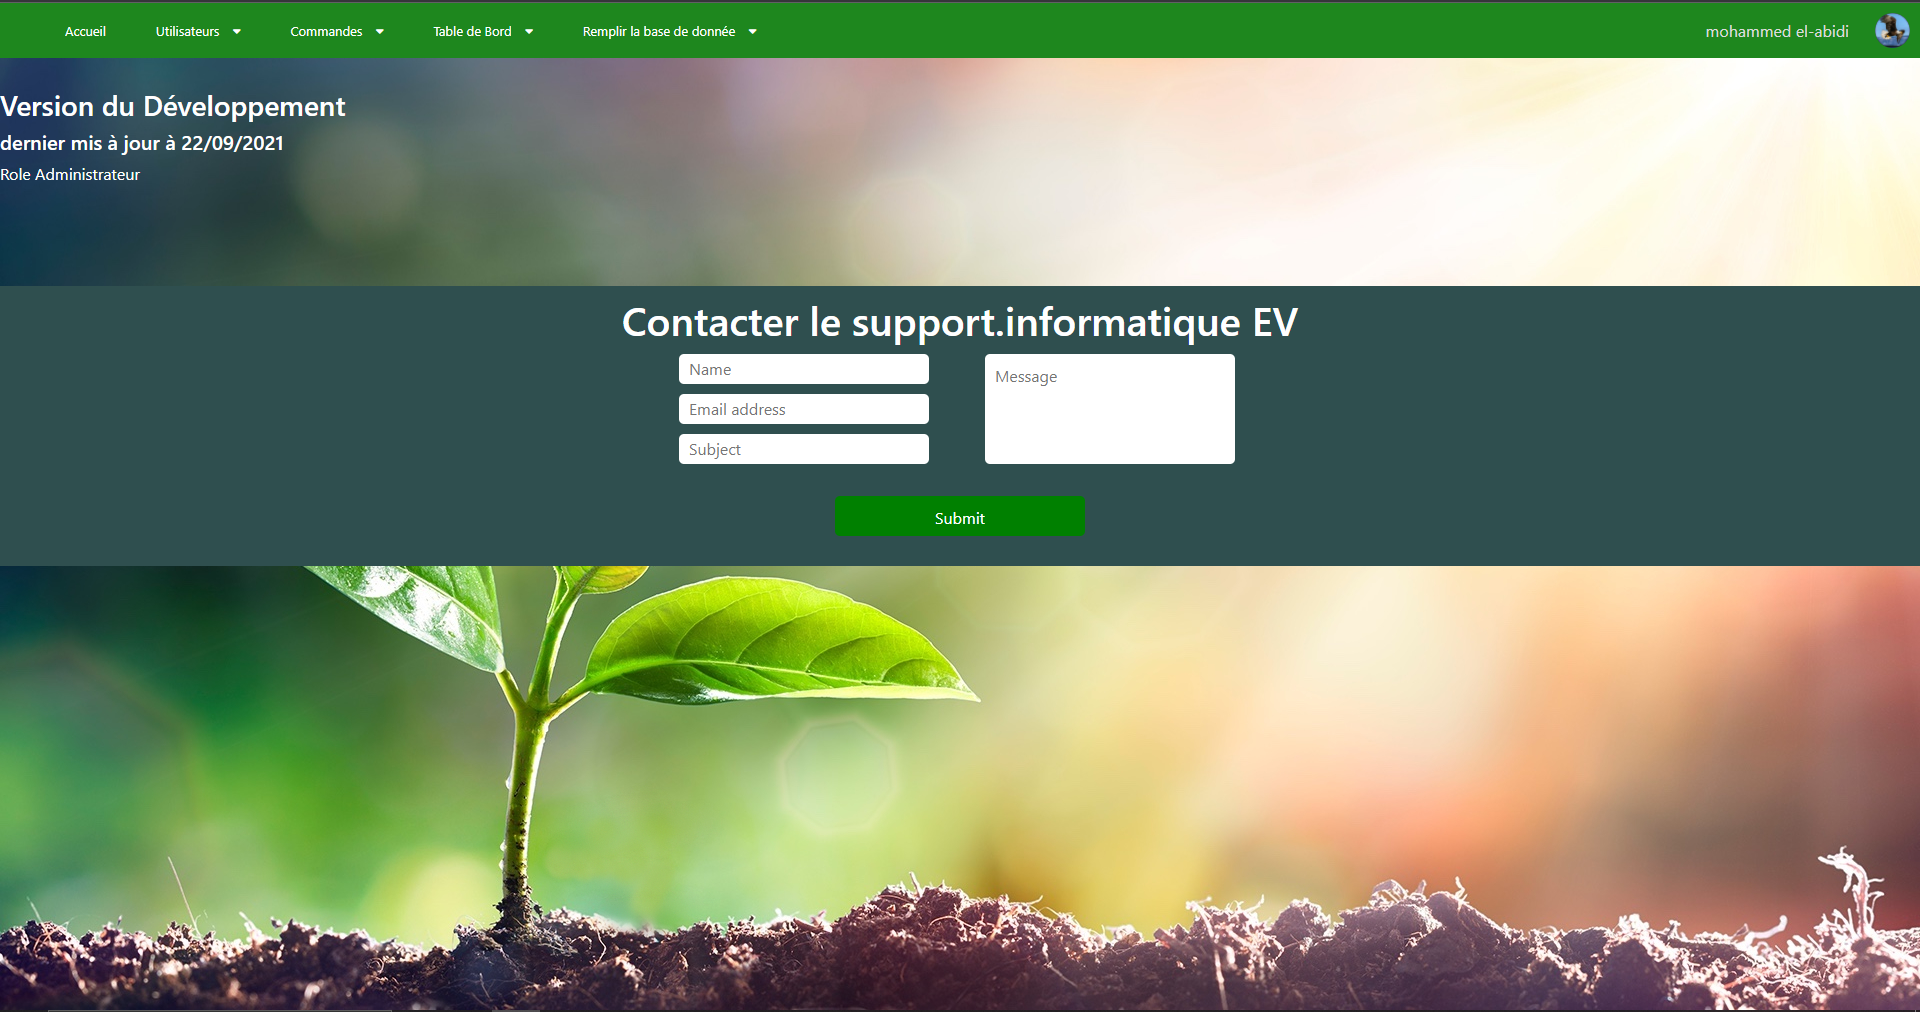 Accueil Utilisateurs Commandes Table de Bord Remplir la base de donnée mohammed el-abidi
Version du Développement
dernier mis à jour à 22/09/2021
Role Administrateur
Contacter le support.informatique EV
Name
Email address
Subject
Message
Submit